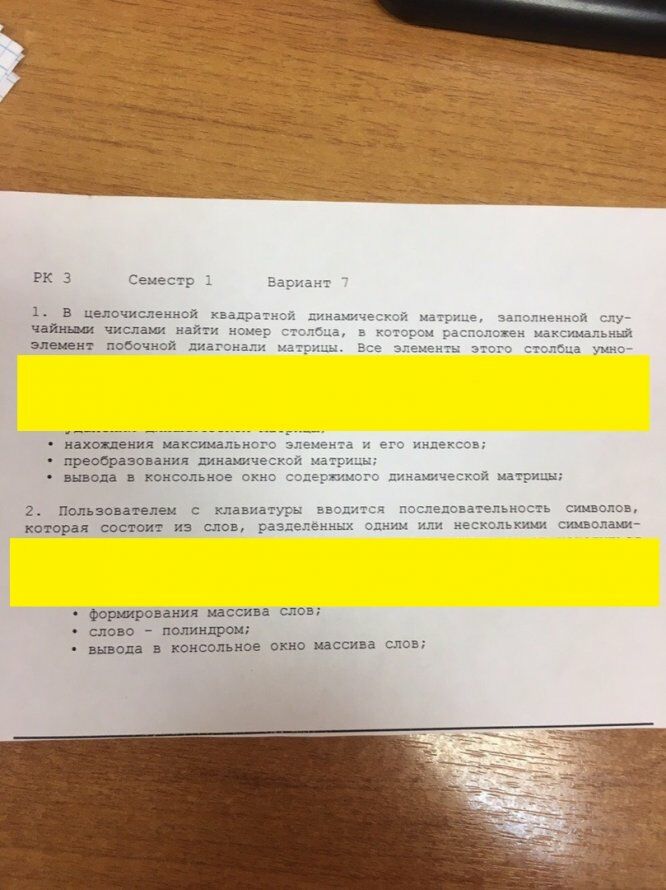 РК 3 Семестр 1 Вариант 7
1. В целочисленной квадратной динамической матрице, заполненной слу-
чайными числами найти номер столбца, в котором расположен максимальный
элемент побочной диагонали матрицы. Все элементы этого столбца умно-
• нахождения максимального элемента и его индексов;
• преобразования динамической матрицы;
• вывода в консольное окно содержимого динамической матрицы;
2. Пользователем с клавиатуры вводится последовательность символов,
которая состоит из слов, разделённых одним или несколькими символами-
• формирования массива слов;
• слово - полиндром;
• вывода в консольное окно массива слов;